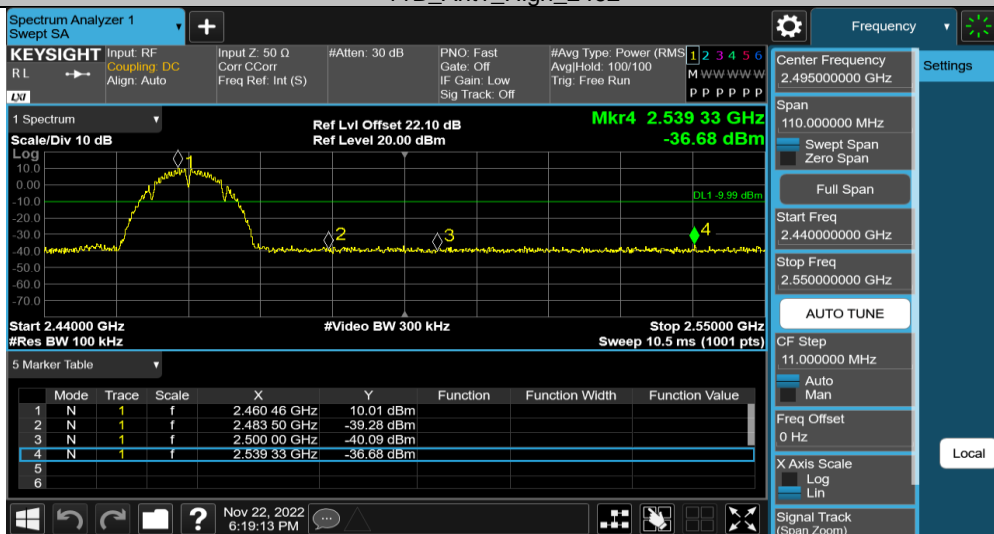 Spectrum Analyzer 1
Swept SA
+
Frequency
KEYSIGHT
RL
LXI
Input: RF
Coupling: DC
Align: Auto
Input Z: 50 Ω
Corr CCorr
Freq Ref: Int (S)
#Atten: 30 dB
PNO: Fast
Gate: Off
IF Gain: Low
Sig Track: Off
#Avg Type: Power (RMS
Avg|Hold: 100/100
Trig: Free Run
1 2 3 4 5 6
M W W W W W
P P P P P P
1 Spectrum
Scale/Div 10 dB
Ref Lvl Offset 22.10 dB
Ref Level 20.00 dBm
Mkr4 2.539 33 GHz
-36.68 dBm
Log
10.0
0.00
-10.0
-20.0
-30.0
-40.0
-50.0
-60.0
-70.0
1
2
3
4
DL1 -9.99 dBm
Start 2.44000 GHz
#Video BW 300 kHz
Stop 2.55000 GHz
#Res BW 100 kHz
Sweep 10.5 ms (1001 pts)
5 Marker Table
Mode Trace Scale X Y Function Function Width Function Value
1 N 1 f 2.460 46 GHz 10.01 dBm
2 N 1 f 2.483 50 GHz -39.28 dBm
3 N 1 f 2.500 00 GHz -40.09 dBm
4 N 1 f 2.539 33 GHz -36.68 dBm
5
6
?
Nov 22, 2022
6:19:13 PM
Center Frequency
2.495000000 GHz
Span
110.000000 MHz
Swept Span
Zero Span
Full Span
Start Freq
2.440000000 GHz
Stop Freq
2.550000000 GHz
AUTO TUNE
CF Step
11.000000 MHz
Auto
Man
Freq Offset
0 Hz
X Axis Scale
Log
Lin
Signal Track
(Span Zoom)
Settings
Local